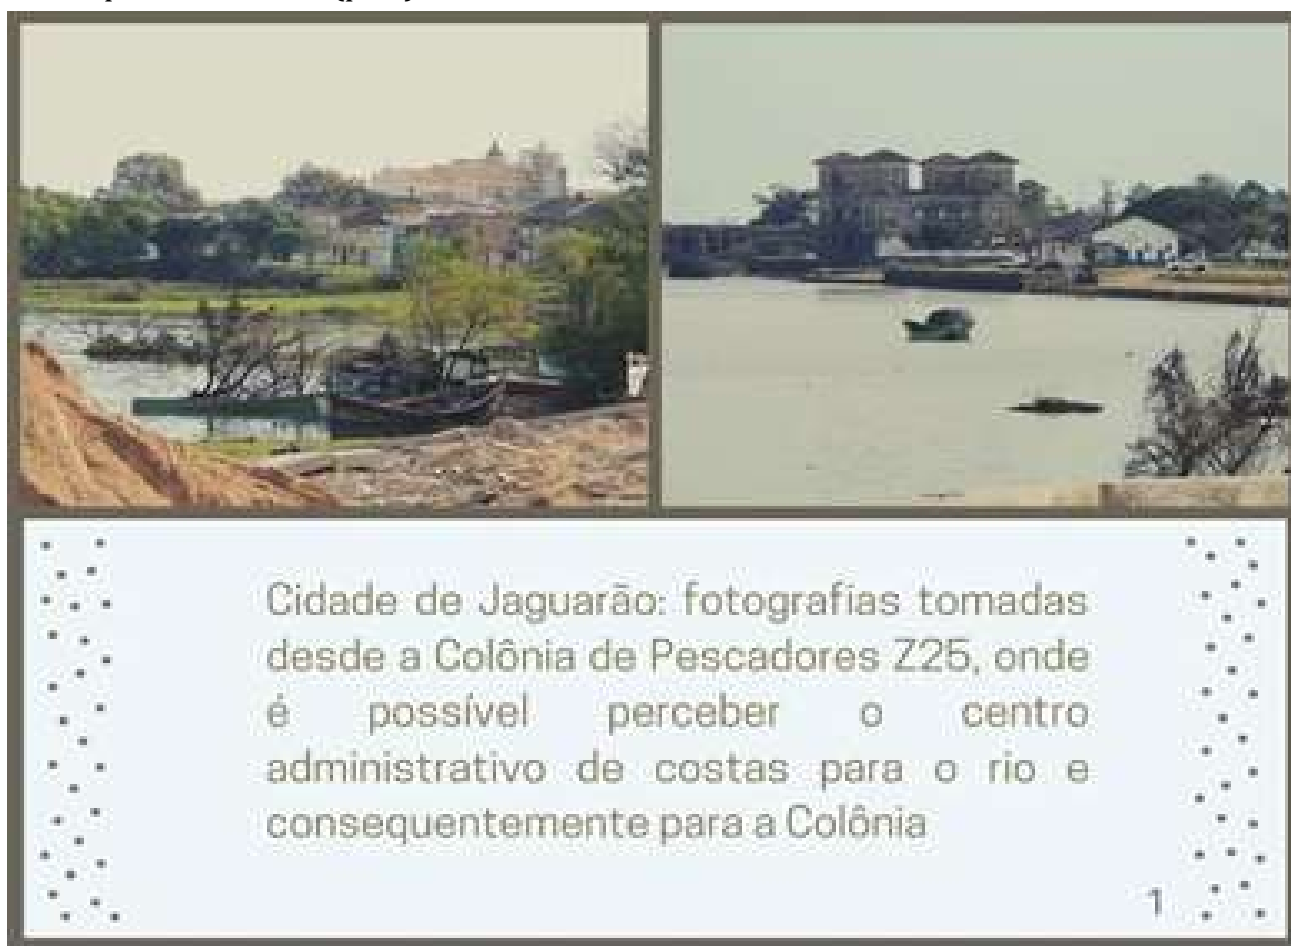 Cidade de Jaguarão: fotografias tomadas
desde a Colônia de Pescadores Z25, onde
é possível perceber o centro
administrativo de costas para o rio e
consequentemente para a Colônia
1